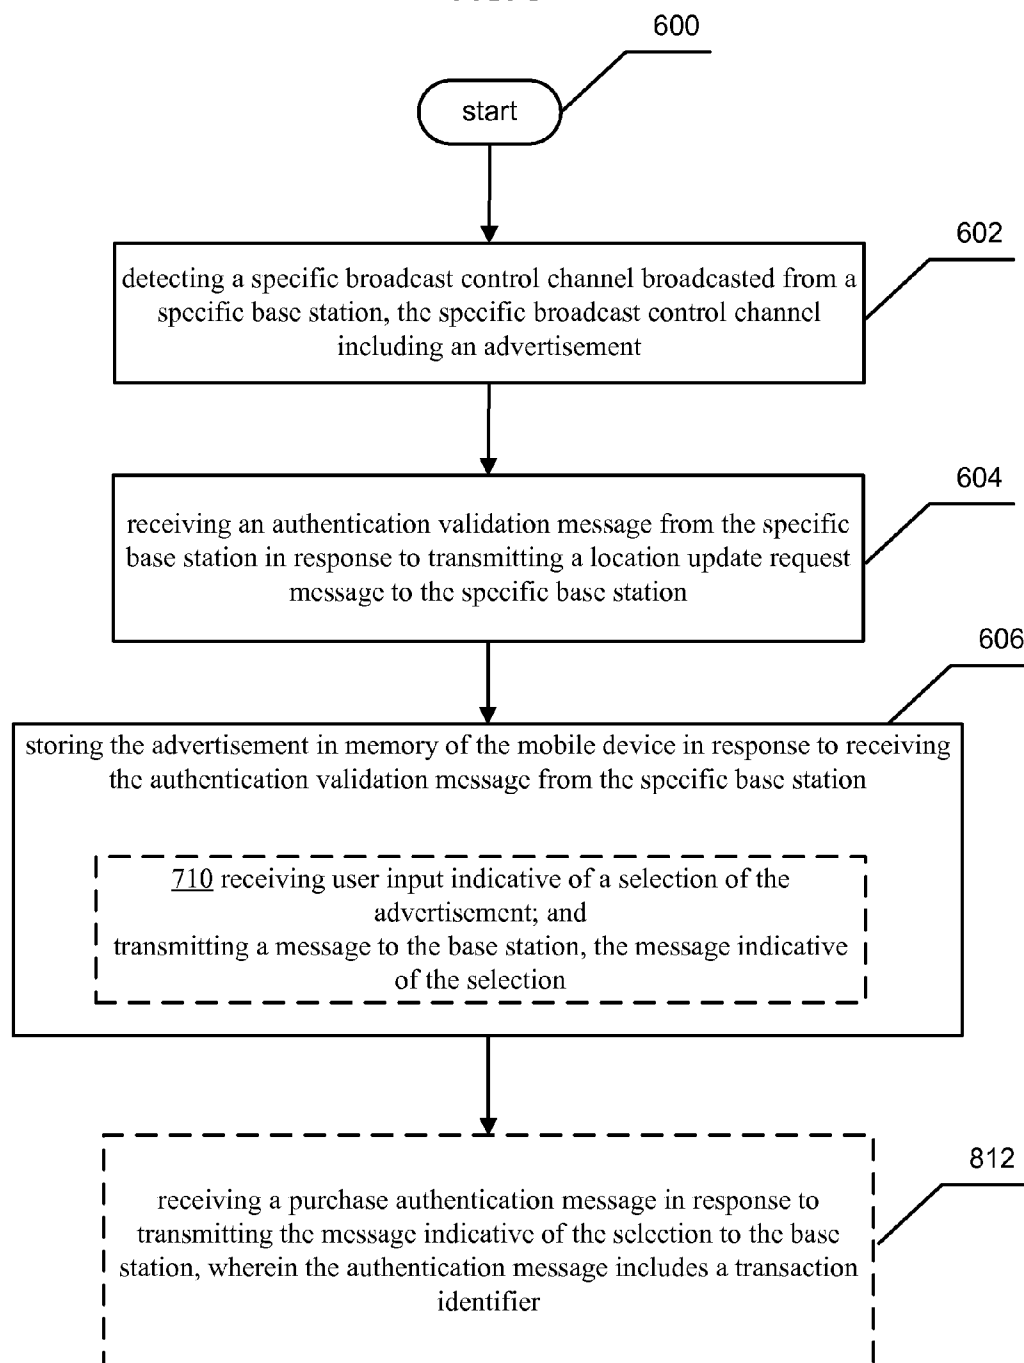 600
start
602
detecting a specific broadcast control channel broadcasted from a
specific base station, the specific broadcast control channel
including an advertisement
604
receiving an authentication validation message from the specific
base station in response to transmitting a location update request
message to the specific base station
606
storing the advertisement in memory of the mobile device in response to receiving
the authentication validation message from the specific base station
710 receiving user input indicative of a selection of the
advertisement; and
transmitting a message to the base station, the message indicative
of the selection
812
receiving a purchase authentication message in response to
transmitting the message indicative of the selection to the base
station, wherein the authentication message includes a transaction
identifier